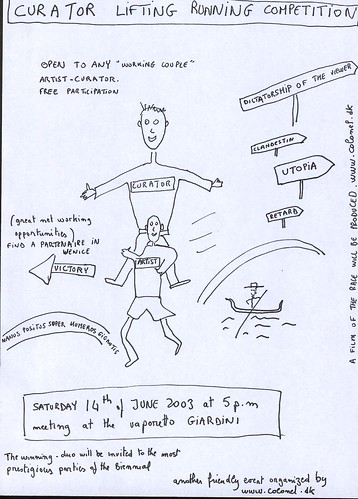 CURATOR LIFTING RUNNING COMPETITION
OPEN TO ANY "WORKING COUPLE"
ARTIST-CURATOR.
FREE PARTICIPATION
DICTATORSHIP OF THE VIEWER
CLANDESTIN
UTOPIA
RETARD
CURATOR
ARTIST
(great net working
opportunities)
FIND A PARTENAIRE IN
VENICE
VICTORY
NANOS POSITOS SUPER HUMEROS GIGANTIS
A FILM OF THE RACE WILL BE PRODUCED www.colonel.dk
SATURDAY 14th of JUNE 2003 at 5 p.m
meeting at the vaporetto GIARDINI
The winning-duo will be invited to the most
prestigious parties of the Biennial
another friendly event organized by
www.colonel.dk